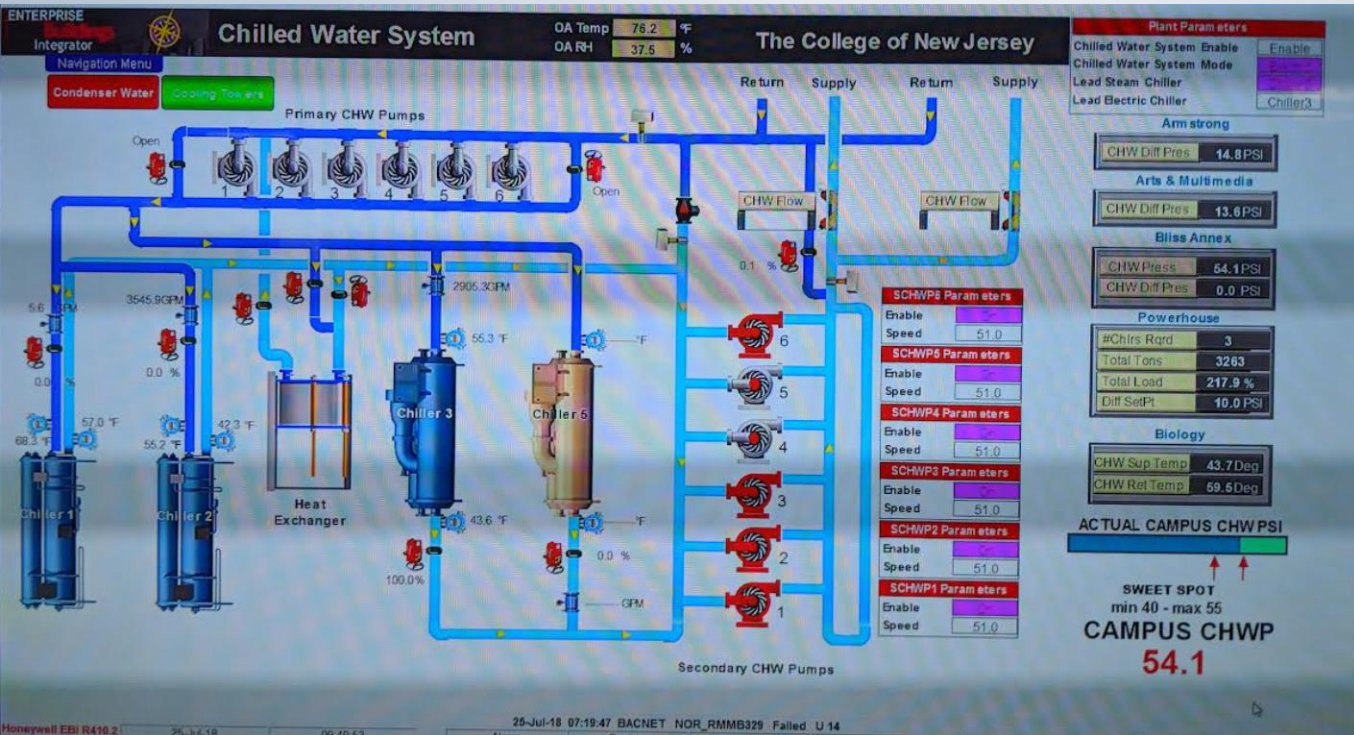 ENTERPRISE
Buildings
Integrator
Navigation Menu
Chilled Water System
OA Temp 76.2 °F
OA RH 37.5 %
The College of New Jersey
Plant Parameters
Chilled Water System Enable Enable
Chilled Water System Mode
Lead Steam Chiller
Lead Electric Chiller Chiller3
Condenser Water
Cooling Towers
Primary CHW Pumps
Return Supply Return Supply
Open
1 2 3 4 5 6
Open
CHW Flow
CHW Flow
0.1 %
Armstrong
CHW Diff Pres 14.8PSI
Arts & Multimedia
CHW Diff Pres 13.6PSI
Bliss Annex
CHW Press 54.1PSI
CHW Diff Pres 0.0 PSI
Powerhouse
#Chlrs Rqrd 3
Total Tons 3263
Total Load 217.9 %
Diff SetPt 10.0 PSI
Biology
CHW Sup Temp 43.7Deg
CHW Ret Temp 59.5Deg
ACTUAL CAMPUS CHW PSI
SWEET SPOT
min 40 - max 55
CAMPUS CHWP
54.1
5.6 GPM
3545.9GPM
2905.3GPM
0.0 %
0.0 %
55.3 °F
°F
68.3 °F
57.0 °F
55.2 °F
42.3 °F
Chiller 1
Chiller 2
Heat
Exchanger
Chiller 3
Chiller 5
43.6 °F
°F
100.0%
0.0 %
GPM
6
5
4
3
2
1
Secondary CHW Pumps
SCHWP6 Parameters
Enable
Speed 51.0
SCHWP5 Parameters
Enable
Speed 51.0
SCHWP4 Parameters
Enable
Speed 51.0
SCHWP3 Parameters
Enable
Speed 51.0
SCHWP2 Parameters
Enable
Speed 51.0
SCHWP1 Parameters
Enable
Speed 51.0
25-Jul-18 07:19:47 BACNET NOR_RMMB329 Failed U 14
Honeywell EBI R410.2